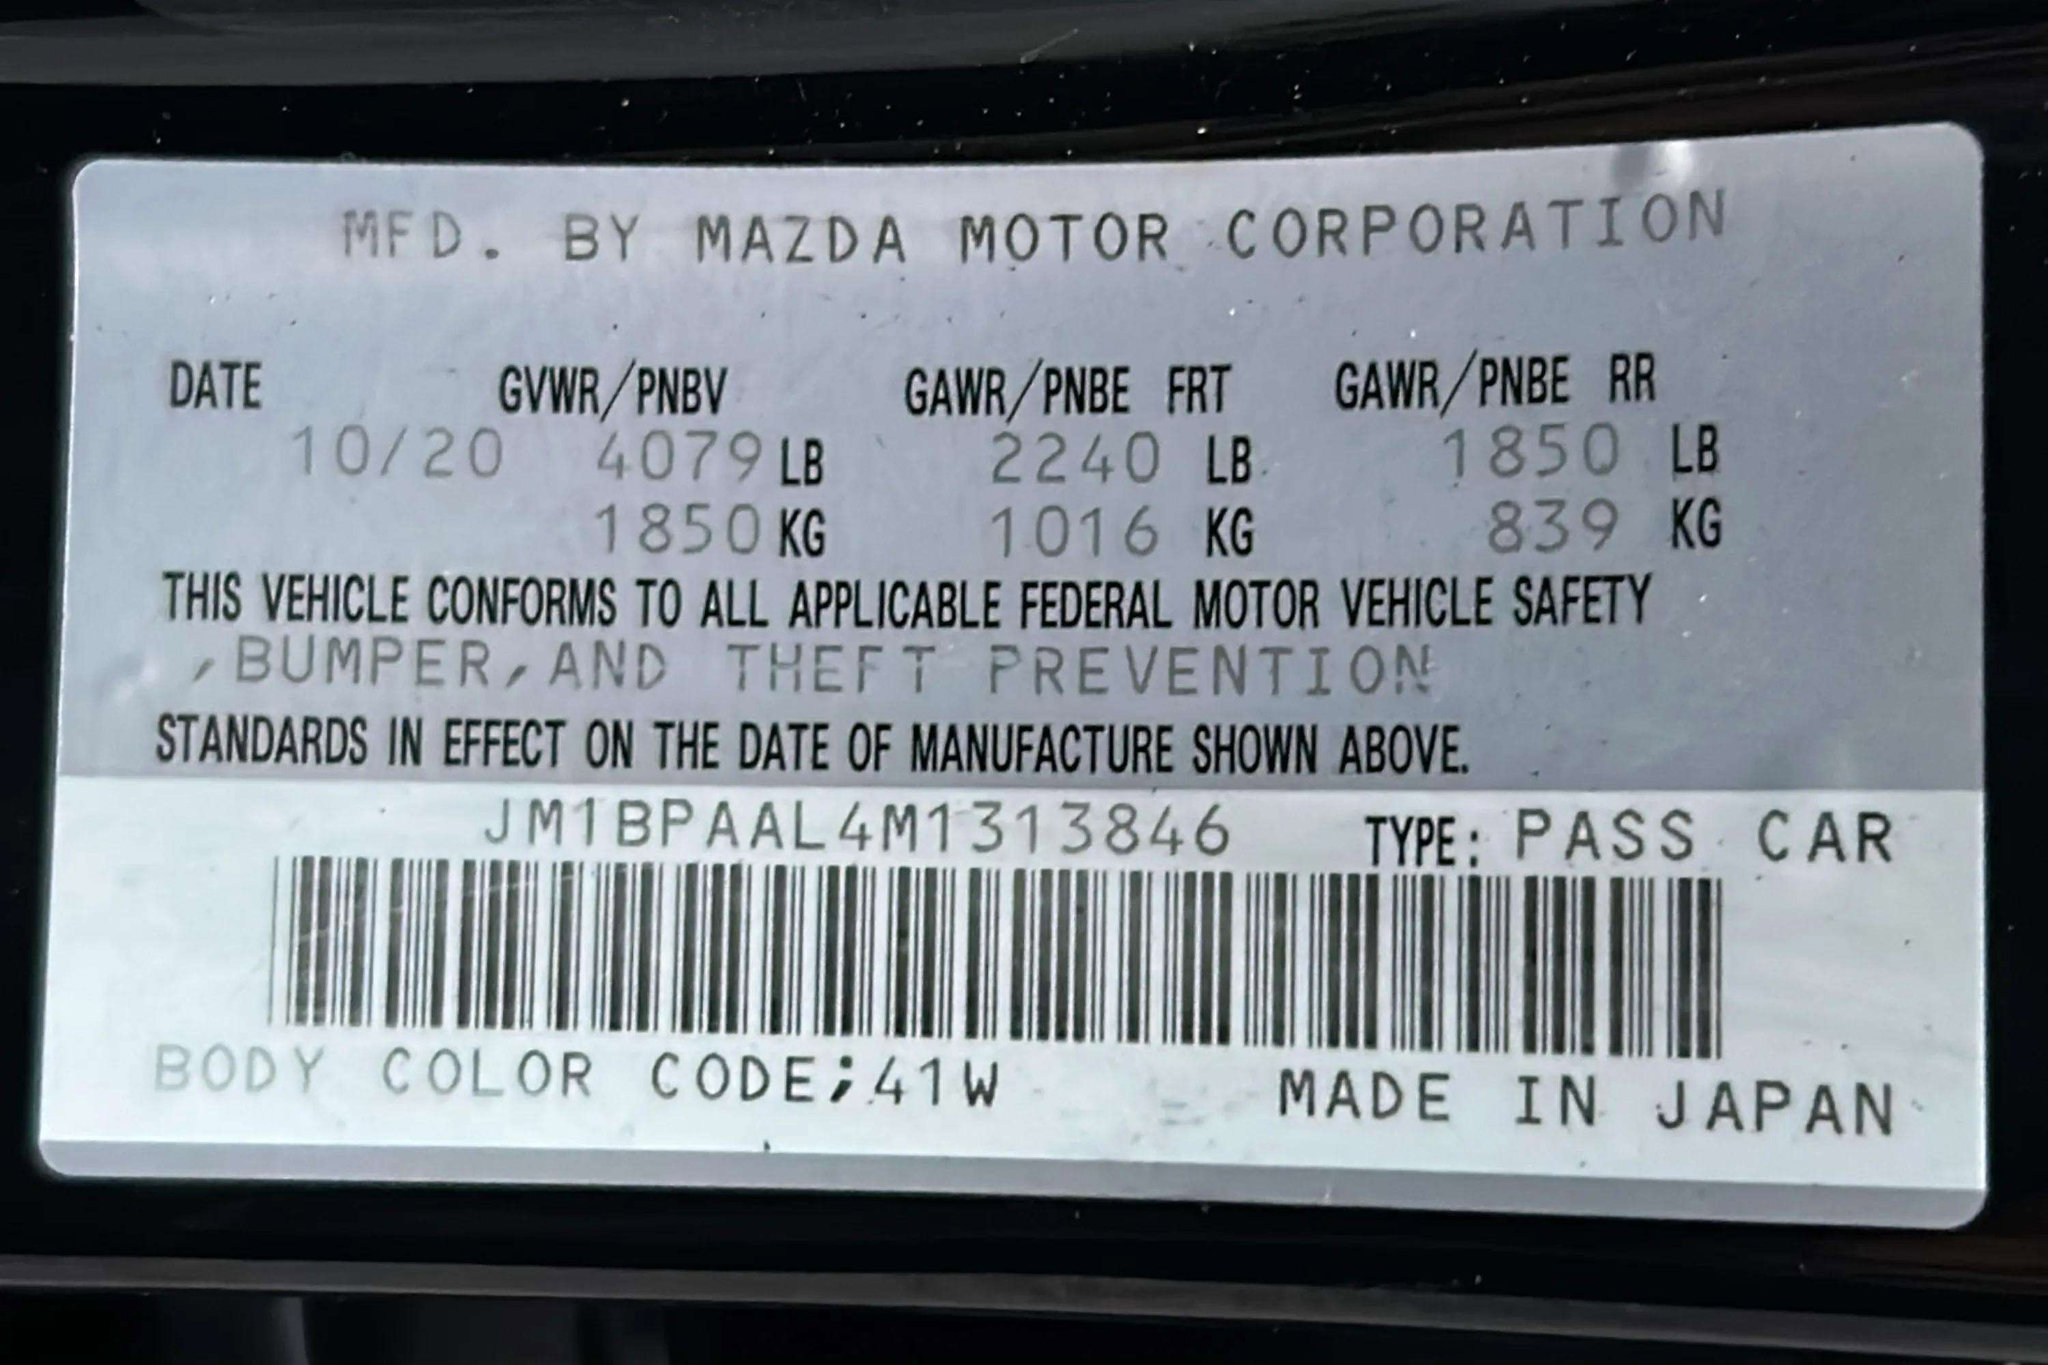 MFD. BY MAZDA MOTOR CORPORATION
DATE GVWR/PNBV GAWR/PNBE FRT GAWR/PNBE RR
10/20 4079 LB 2240 LB 1850 LB
1850 KG 1016 KG 839 KG
THIS VEHICLE CONFORMS TO ALL APPLICABLE FEDERAL MOTOR VEHICLE SAFETY
,BUMPER,AND THEFT PREVENTION
STANDARDS IN EFFECT ON THE DATE OF MANUFACTURE SHOWN ABOVE.
JM1BPAAL4M1313846 TYPE: PASS CAR
BODY COLOR CODE;41W MADE IN JAPAN